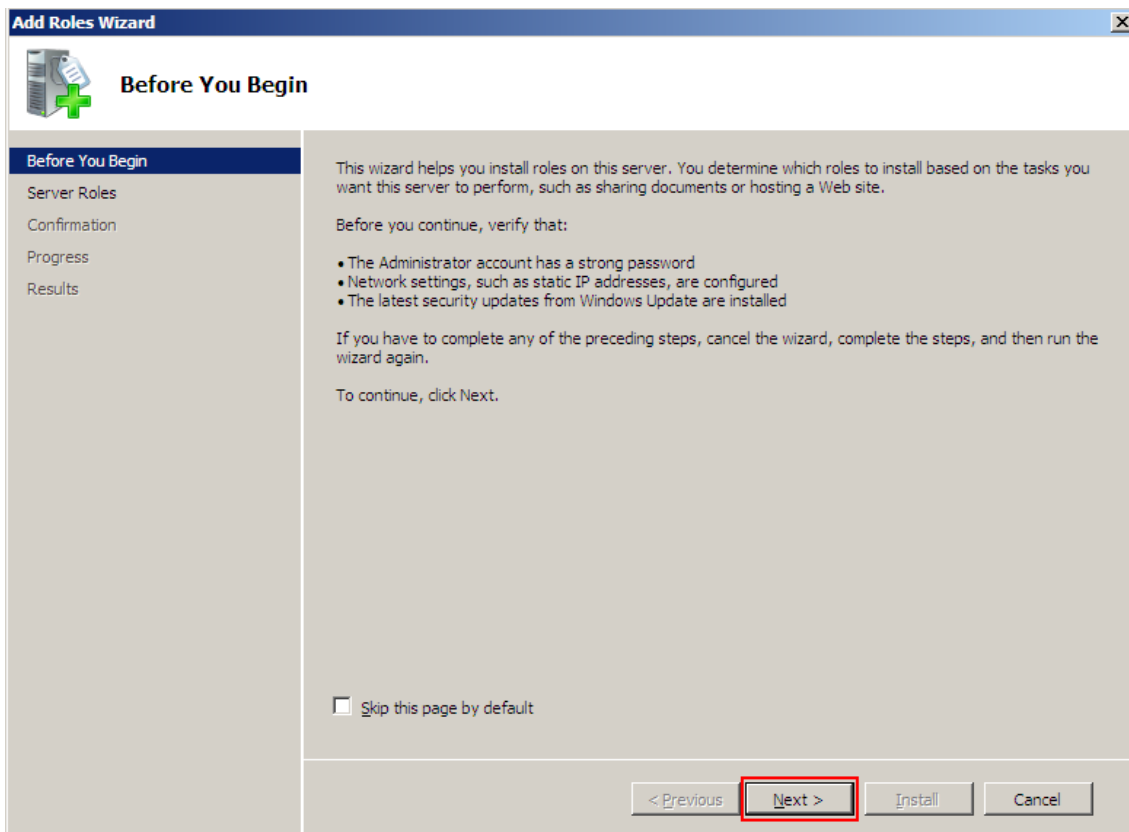 Add Roles Wizard
Before You Begin
Before You Begin
Server Roles
Confirmation
Progress
Results
This wizard helps you install roles on this server. You determine which roles to install based on the tasks you
want this server to perform, such as sharing documents or hosting a Web site.
Before you continue, verify that:
• The Administrator account has a strong password
• Network settings, such as static IP addresses, are configured
• The latest security updates from Windows Update are installed
If you have to complete any of the preceding steps, cancel the wizard, complete the steps, and then run the
wizard again.
To continue, click Next.
Skip this page by default
< Previous Next > Install Cancel